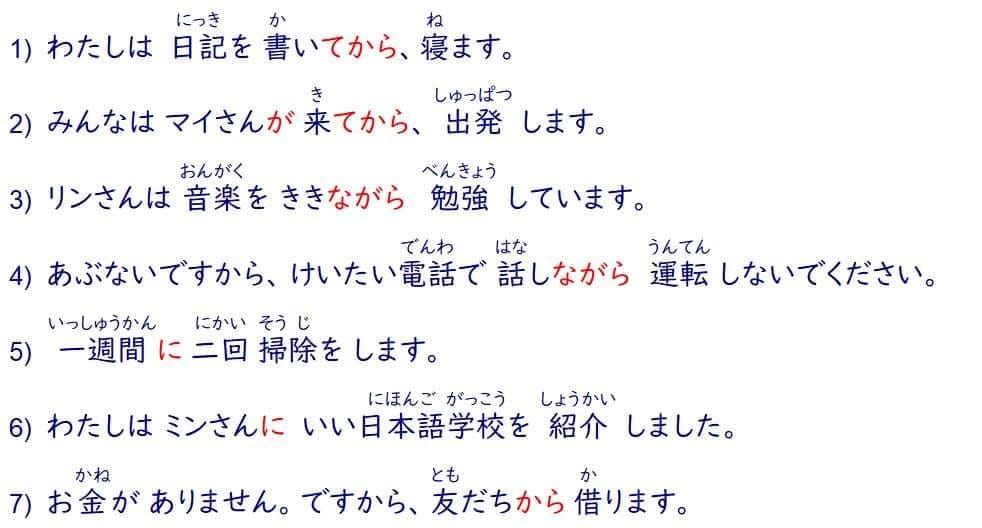 にっき か ね
1) わたしは 日記を 書いてから、寝ます。
き しゅっぱつ
2) みんなは マイさんが 来てから、 出発 します。
おんがく べんきょう
3) リンさんは 音楽を ききながら 勉強 しています。
でんわ はな うんてん
4) あぶないですから、けいたい電話で 話しながら 運転 しないでください。
いっしゅうかん にかい そう じ
5) 一週間 に 二回 掃除を します。
にほんご がっこう しょうかい
6) わたしは ミンさんに いい日本語学校を 紹介 しました。
かね とも か
7) お金が ありません。ですから、友だちから 借ります。